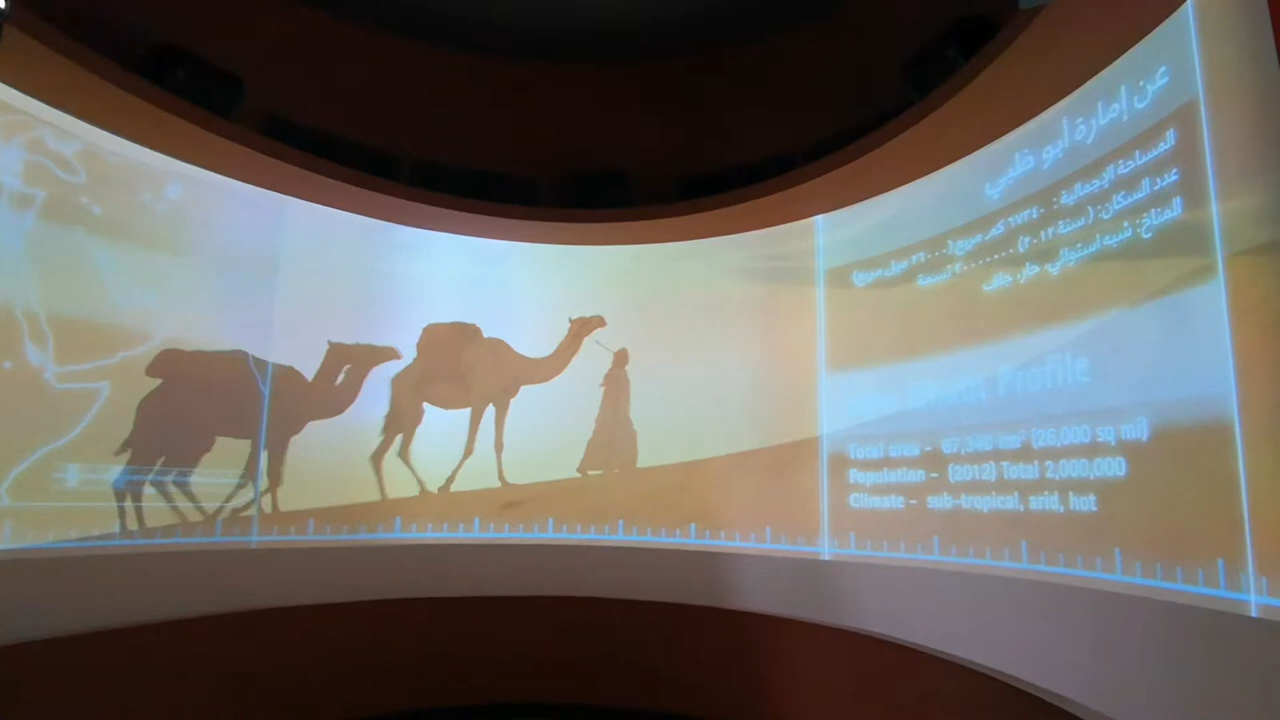 عن إمارة أبو ظبي
المساحة الإجمالية: ٦٧٣٤٠ كم مربع (٢٦٠٠٠ ميل مربع)
عدد السكان: (سنة ٢٠١٢) ٢٠٠٠٠٠٠ نسمة
المناخ: شبه استوائي، حار، جاف
Profile
Total area - 67,340 km² (26,000 sq mi)
Population - (2012) Total 2,000,000
Climate - sub-tropical, arid, hot